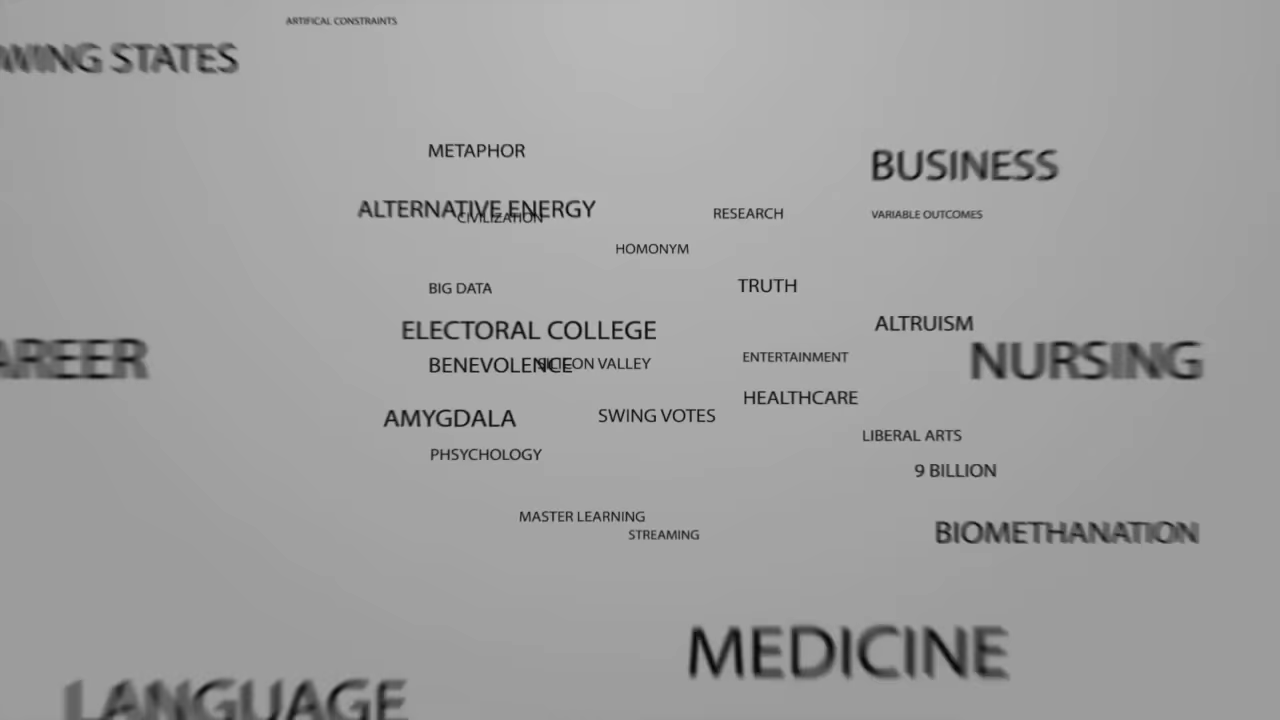 ARTIFICAL CONSTRAINTS
WING STATES
METAPHOR
BUSINESS
ALTERNATIVE ENERGY
CIVILIZATION
RESEARCH
VARIABLE OUTCOMES
HOMONYM
BIG DATA
TRUTH
ELECTORAL COLLEGE
ALTRUISM
BENEVOLENCE
SILICON VALLEY
ENTERTAINMENT
AREER
NURSING
HEALTHCARE
AMYGDALA
SWING VOTES
LIBERAL ARTS
PHSYCHOLOGY
9 BILLION
MASTER LEARNING
STREAMING
BIOMETHANATION
MEDICINE
LANGUAGE